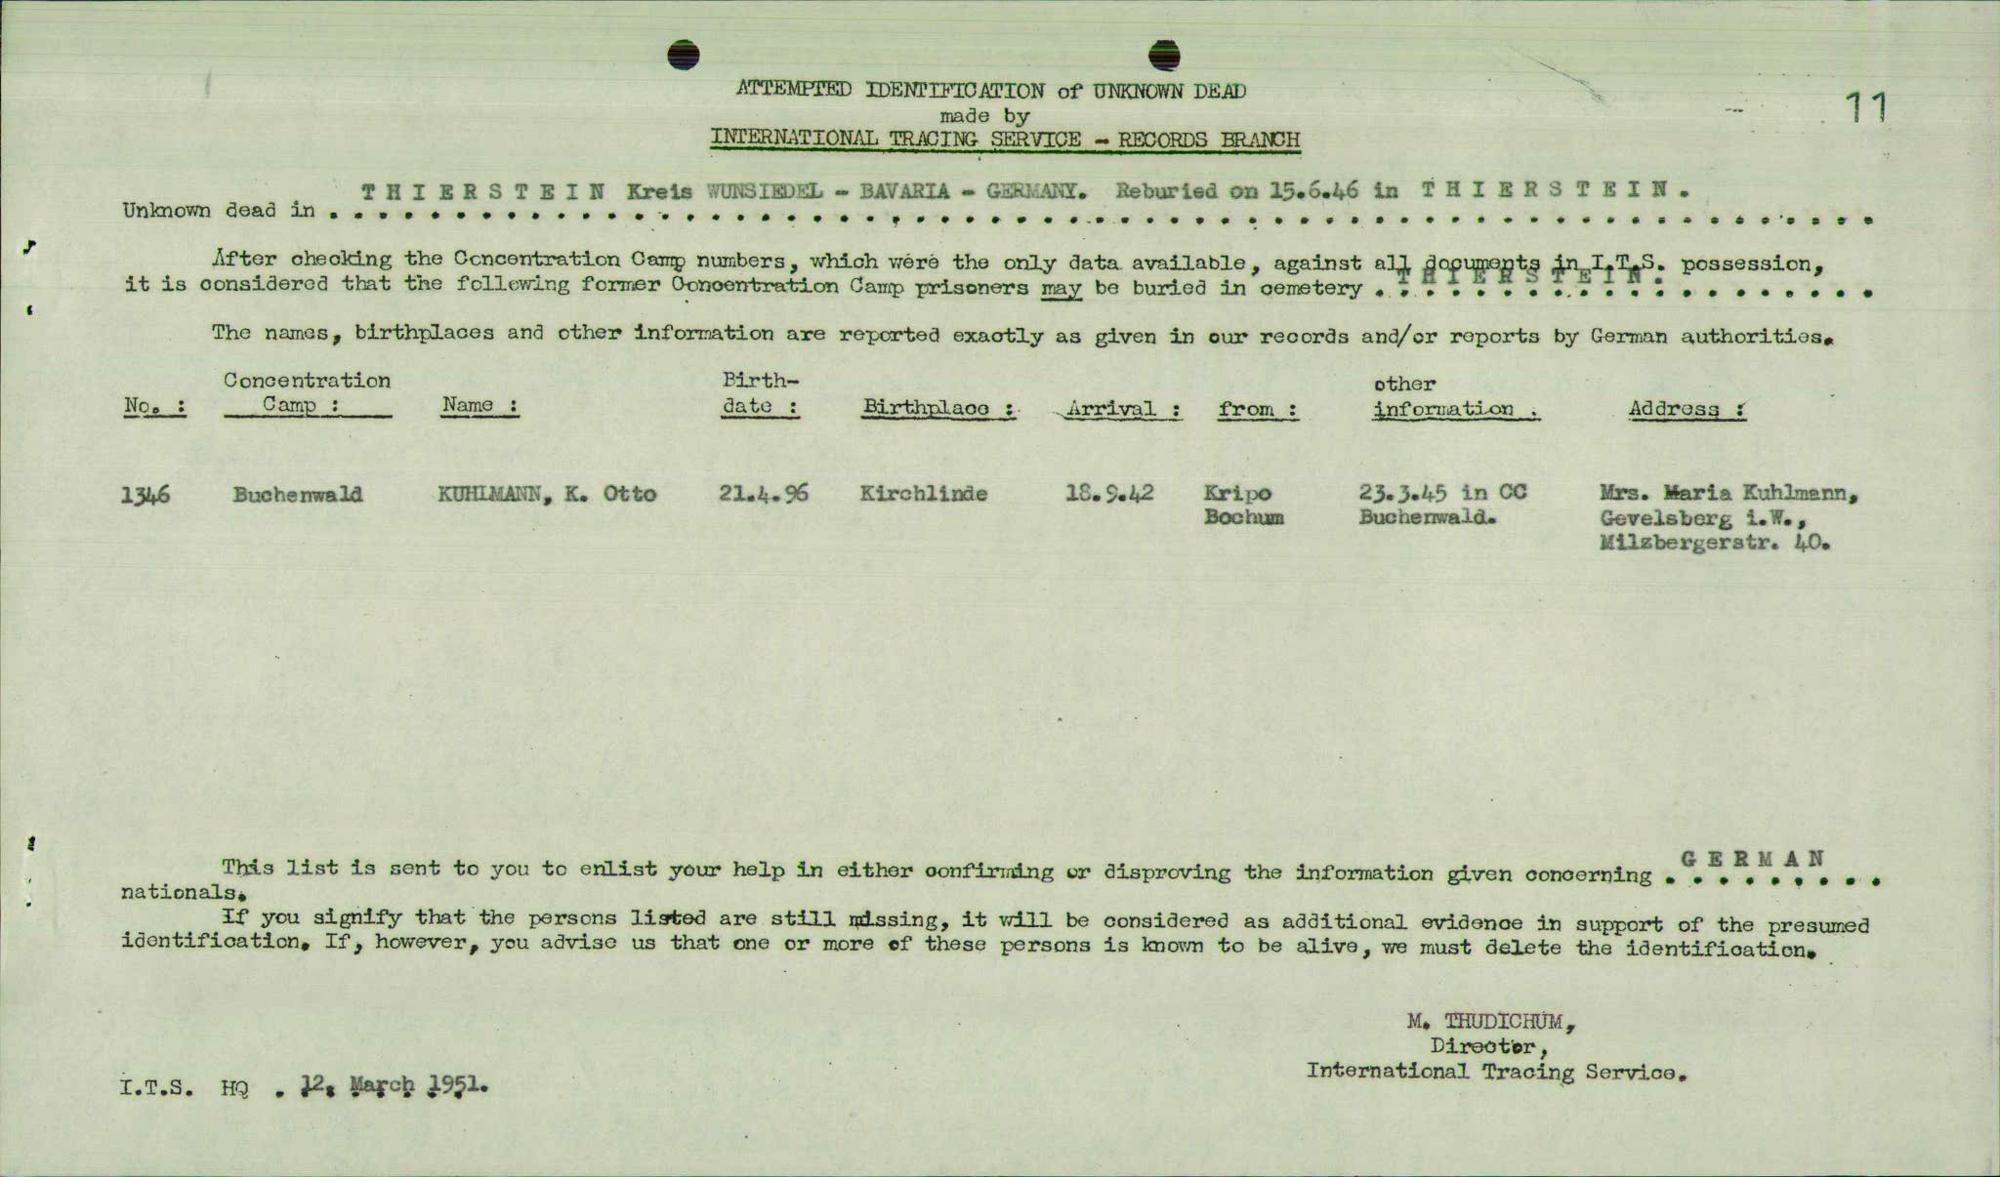 11
ATTEMPTED IDENTIFICATION of UNKNOWN DEAD
made by
INTERNATIONAL TRACING SERVICE - RECORDS BRANCH
Unknown dead in THIERSTEIN Kreis WUNSIEDEL - BAVARIA - GERMANY. Reburied on 15.6.46 in THIERSTEIN.
After checking the Concentration Camp numbers, which were the only data available, against all documents in I.T.S. possession,
it is considered that the following former Concentration Camp prisoners may be buried in cemetery THIERSTEIN.
The names, birthplaces and other information are reported exactly as given in our records and/or reports by German authorities.
No. : Concentration Camp : Name : Birth-date : Birthplace : Arrival : from : other information : Address :
1346 Buchenwald KUHLMANN, K. Otto 21.4.96 Kirchlinde 18.9.42 Kripo 23.3.45 in CC Mrs. Maria Kuhlmann,
Bochum Buchenwald. Gevelsberg i.W.,
Milzbergerstr. 40.
This list is sent to you to enlist your help in either confirming or disproving the information given concerning GERMAN
nationals.
If you signify that the persons listed are still missing, it will be considered as additional evidence in support of the presumed
identification. If, however, you advise us that one or more of these persons is known to be alive, we must delete the identification.
M. THUDICHUM,
Director,
International Tracing Service.
I.T.S. HQ . 12. March 1951.